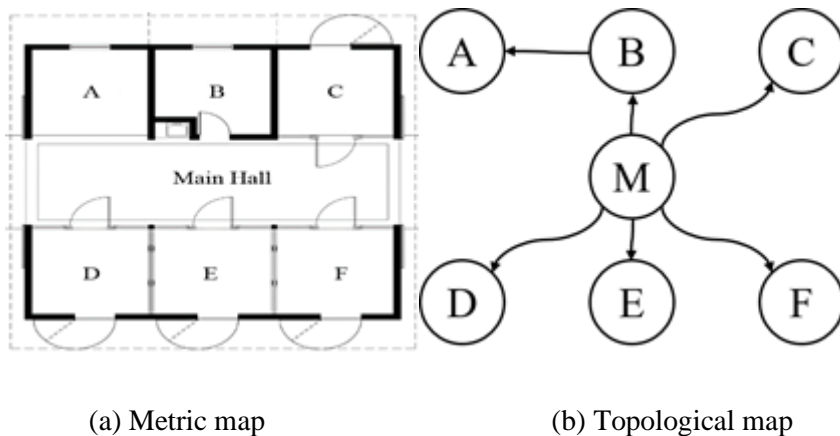 A B C
Main Hall
D E F
A B C
M
D E F
(a) Metric map
(b) Topological map